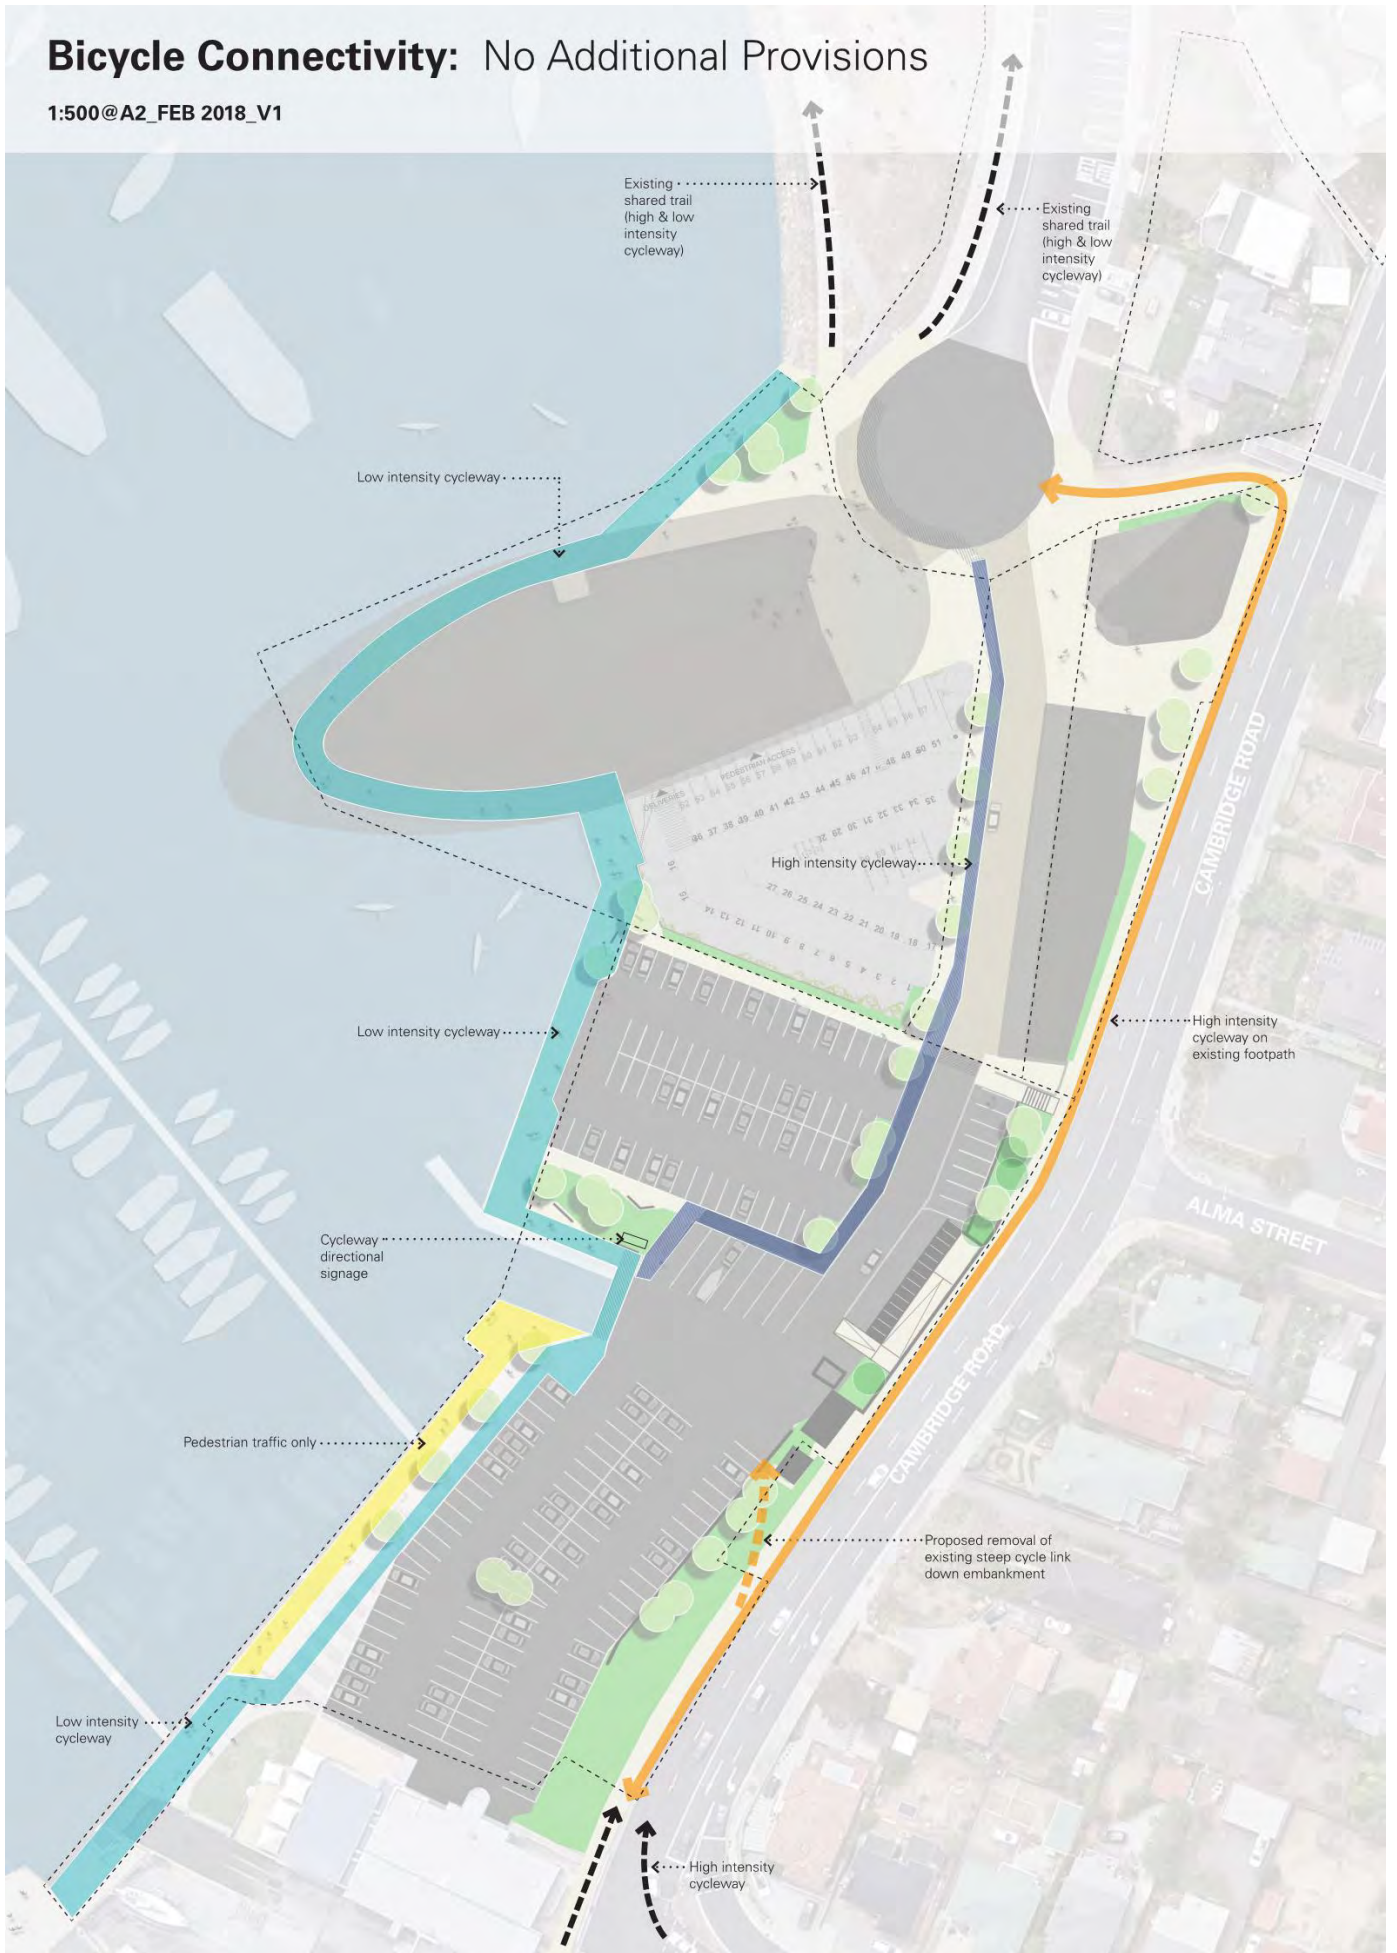 Bicycle Connectivity: No Additional Provisions
1:500@A2_FEB 2018_V1
Existing
shared trail
(high & low
intensity
cycleway)
Existing
shared trail
(high & low
intensity
cycleway)
Low intensity cycleway
CAMBRIDGE ROAD
PEDESTRIAN ACCESS
DELIVERIES
High intensity cycleway
Low intensity cycleway
High intensity
cycleway on
existing footpath
ALMA STREET
Cycleway
directional
signage
CAMBRIDGE ROAD
Pedestrian traffic only
Proposed removal of
existing steep cycle link
down embankment
Low intensity
cycleway
High intensity
cycleway